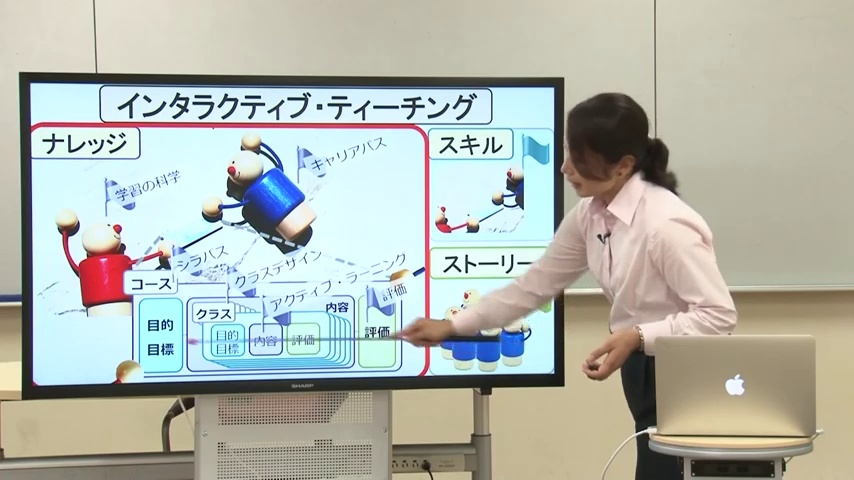 インタラクティブ・ティーチング
ナレッジ
スキル
学習の科学
キャリアパス
シラバス
クラスデザイン
アクティブ・ラーニング
評価
ストーリー
コース
クラス
内容
目的
目標
目的
目標
内容
評価
評価
SHARP